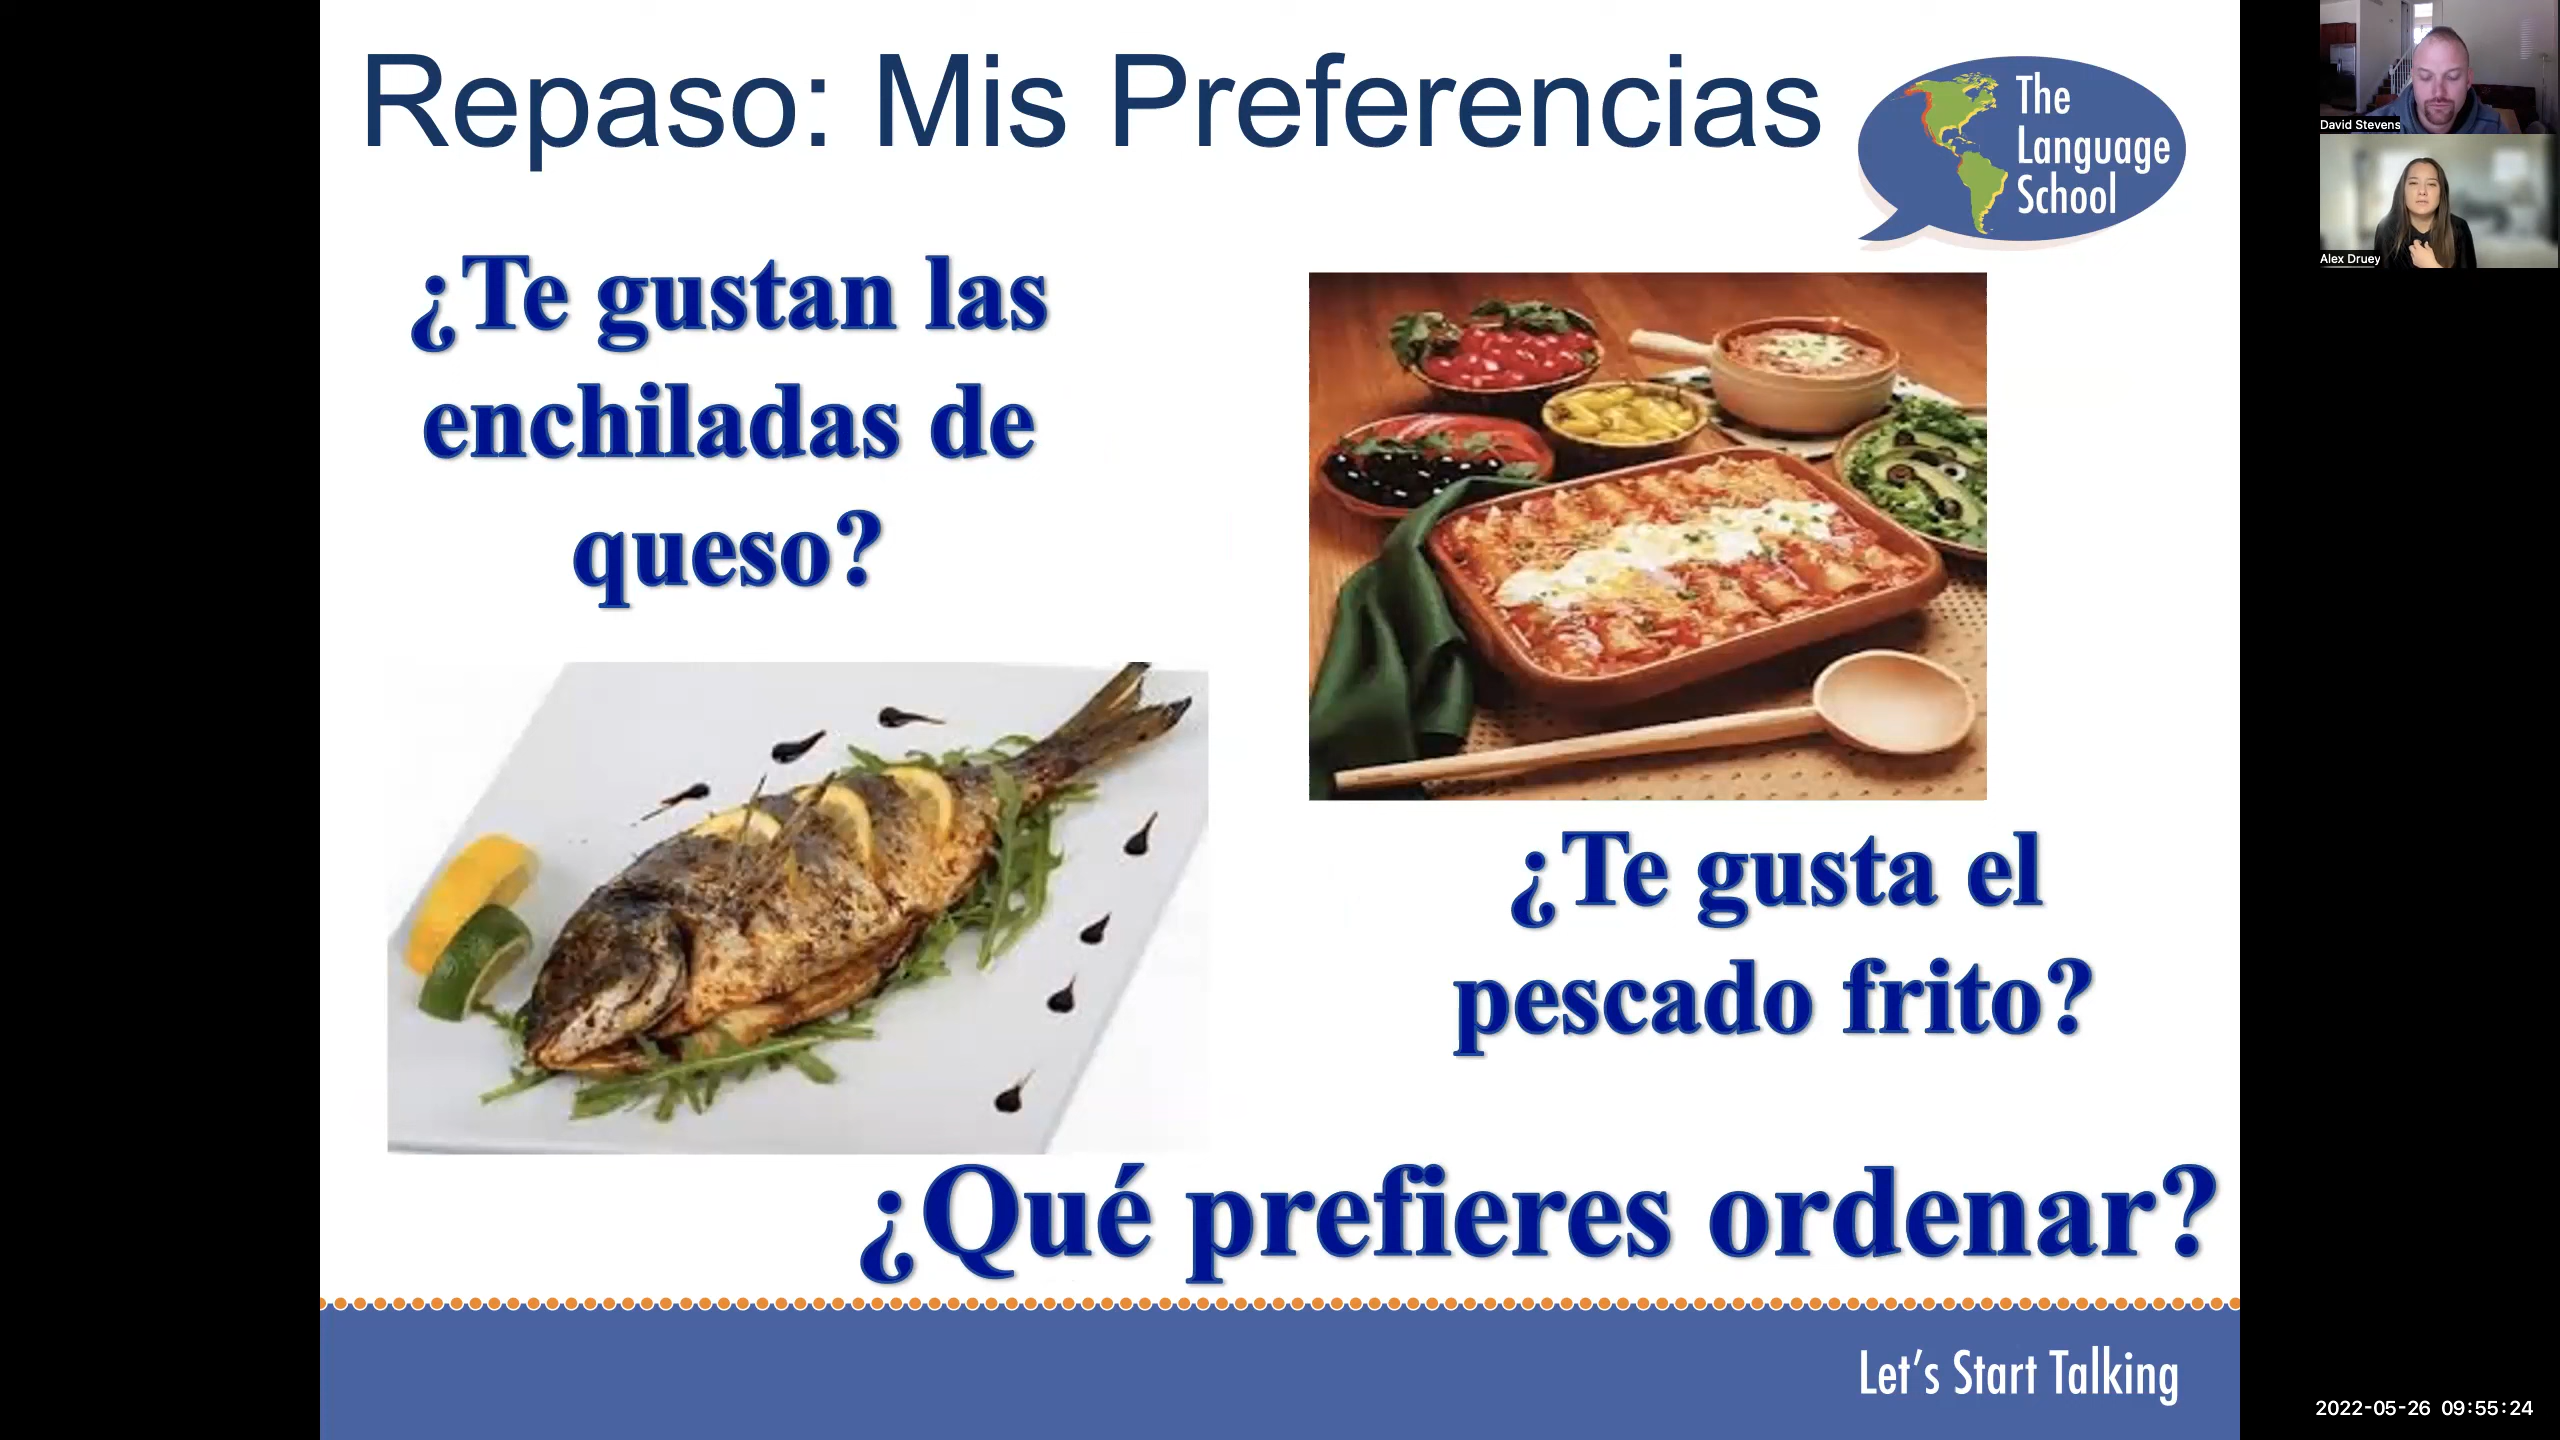 Repaso: Mis Preferencias
The
Language
School
¿Te gustan las
enchiladas de
queso?
¿Te gusta el
pescado frito?
¿Qué prefieres ordenar?
Let's Start Talking
David Stevens
Alex Druey
2022-05-26 09:55:24